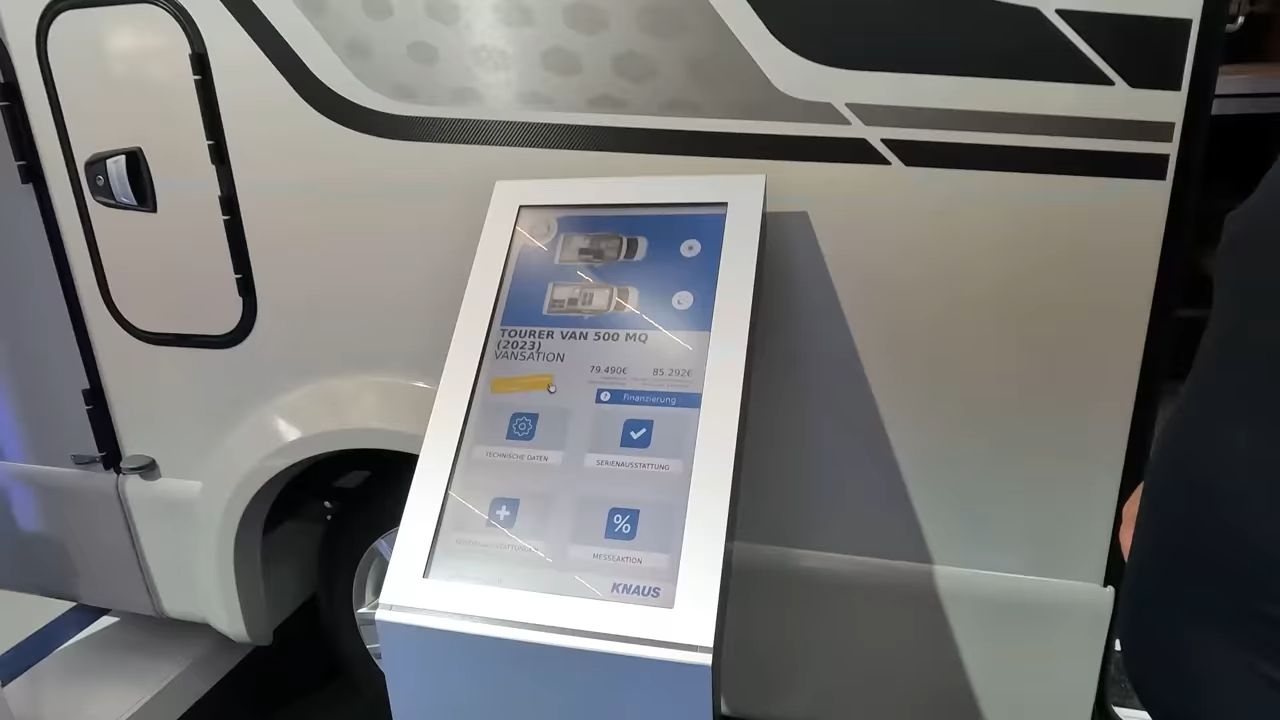 TOURER VAN 500 MQ
(2023)
VANSATION
79.490€ 85.292€
Finanzierung
TECHNISCHE DATEN
SERIENAUSSTATTUNG
MESSEAKTION
KNAUS